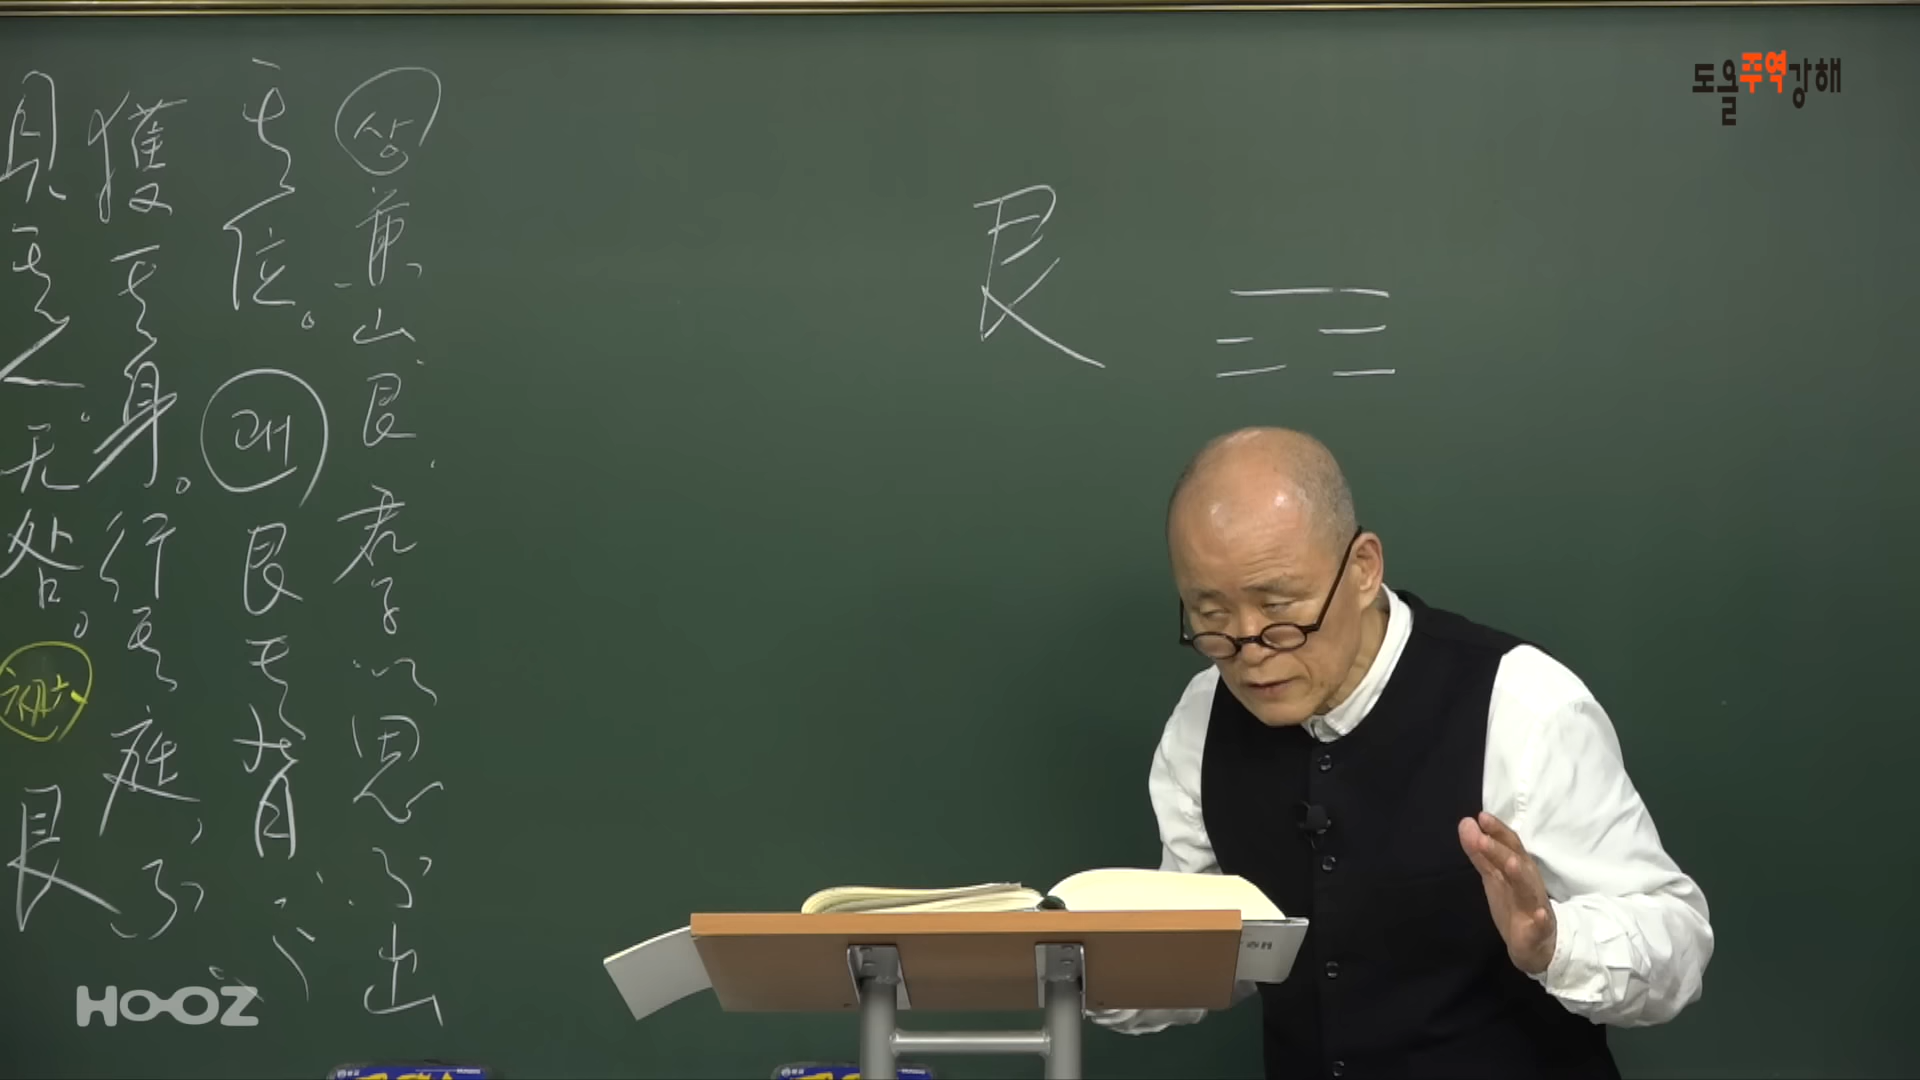 도올주역강해
艮
상 兼山, 艮. 君子以思不出
其位。 괘 艮其背, 不
獲其身。行其庭, 不
見其人。无咎。 初六 艮
HOOZ